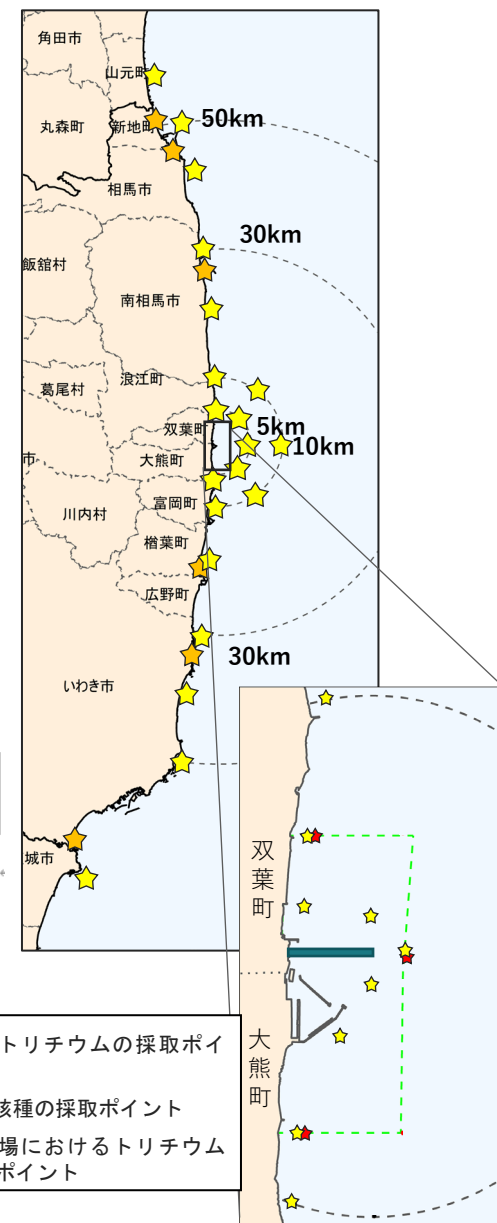 角田市
山元町
丸森町
新地町
50km
相馬市
30km
飯舘村
南相馬市
浪江町
葛尾村
双葉町
5km
10km
市
大熊町
富岡町
川内村
楢葉町
広野町
30km
いわき市
城市
双葉町
大熊町
トリチウムの採取ポイ
核種の採取ポイント
場におけるトリチウム
ポイント